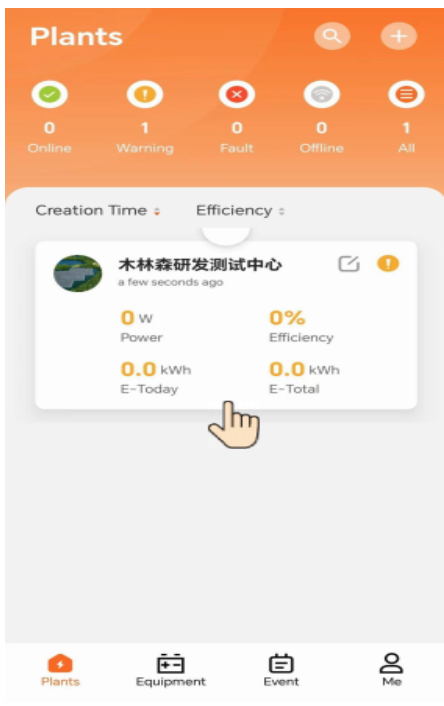 Plants
0 1 0 0 1
Online Warning Fault Offline All
Creation Time Efficiency
木林森研发测试中心
a few seconds ago
0 W 0%
Power Efficiency
0.0 kWh 0.0 kWh
E-Today E-Total
Plants Equipment Event Me